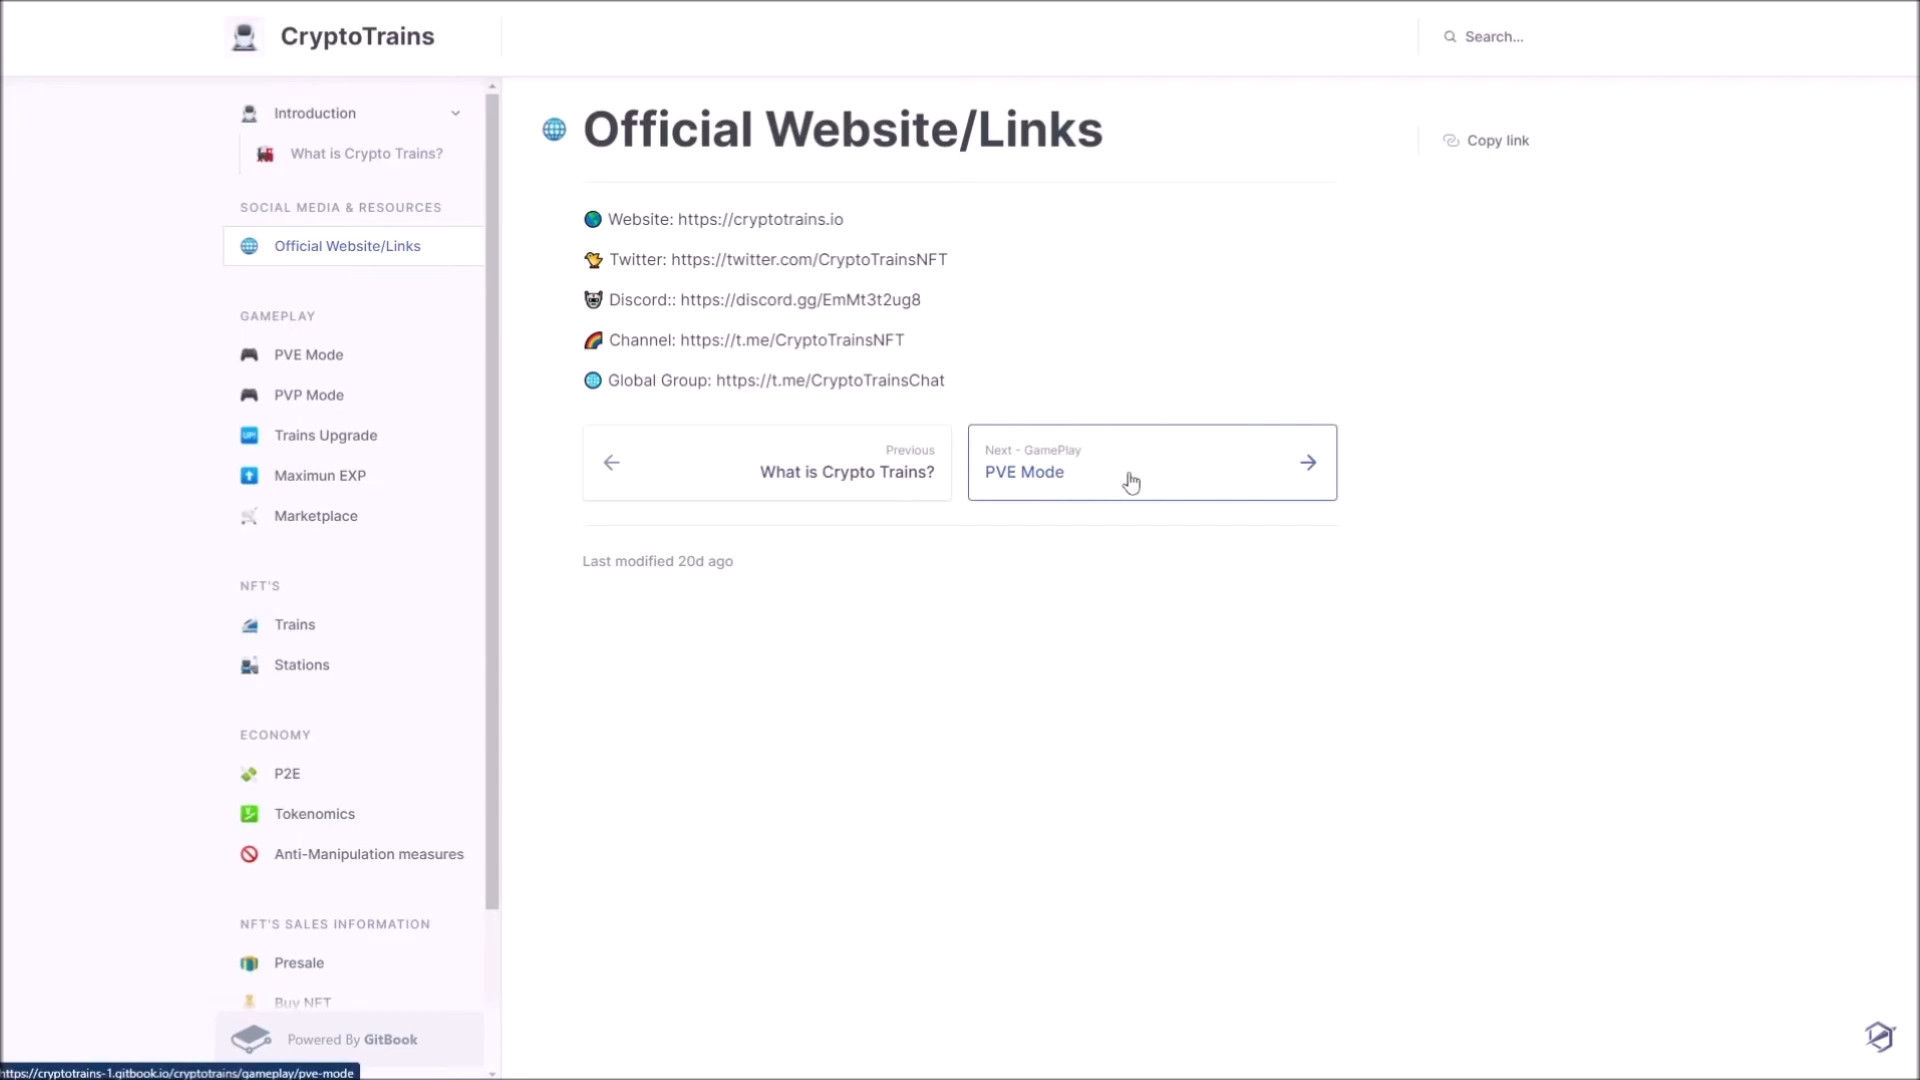 CryptoTrains
Search...
Introduction
What is Crypto Trains?
SOCIAL MEDIA & RESOURCES
Official Website/Links
GAMEPLAY
PVE Mode
PVP Mode
Trains Upgrade
Maximun EXP
Marketplace
NFT'S
Trains
Stations
ECONOMY
P2E
Tokenomics
Anti-Manipulation measures
NFT'S SALES INFORMATION
Presale
Buy NFT
Powered By GitBook
Official Website/Links
Copy link
Website: https://cryptotrains.io
Twitter: https://twitter.com/CryptoTrainsNFT
Discord:: https://discord.gg/EmMt3t2ug8
Channel: https://t.me/CryptoTrainsNFT
Global Group: https://t.me/CryptoTrainsChat
Previous
What is Crypto Trains?
Next - GamePlay
PVE Mode
Last modified 20d ago
https://cryptotrains-1.gitbook.io/cryptotrains/gameplay/pve-mode